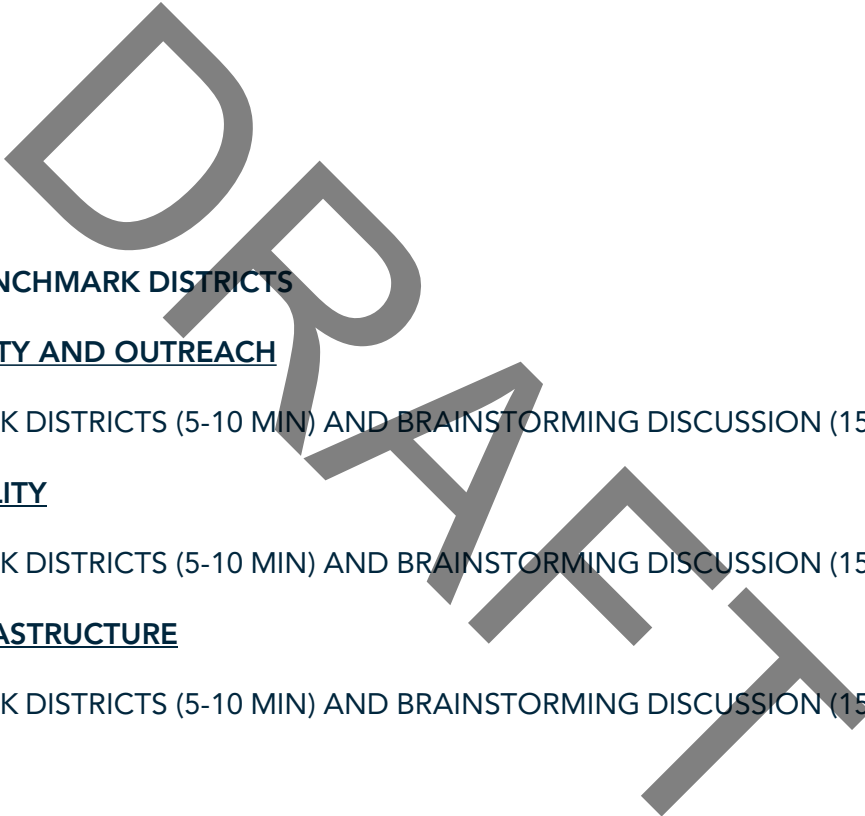 NCHMARK DISTRICTS
TY AND OUTREACH
K DISTRICTS (5-10 MIN) AND BRAINSTORMING DISCUSSION (15
LITY
K DISTRICTS (5-10 MIN) AND BRAINSTORMING DISCUSSION (15
ASTRUCTURE
K DISTRICTS (5-10 MIN) AND BRAINSTORMING DISCUSSION (15
DRAFT